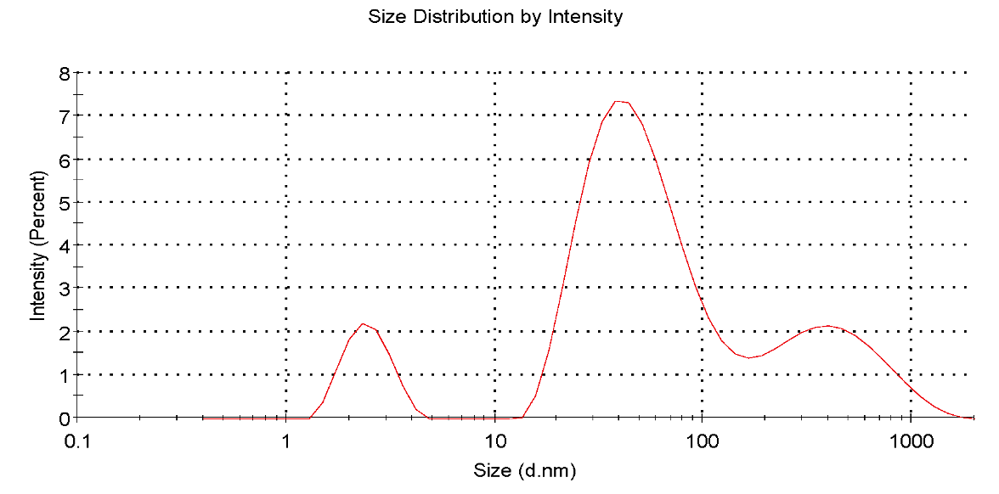 Size Distribution by Intensity
8
7
6
5
4
3
2
1
0
Intensity (Percent)
0.1 1 10 100 1000
Size (d.nm)